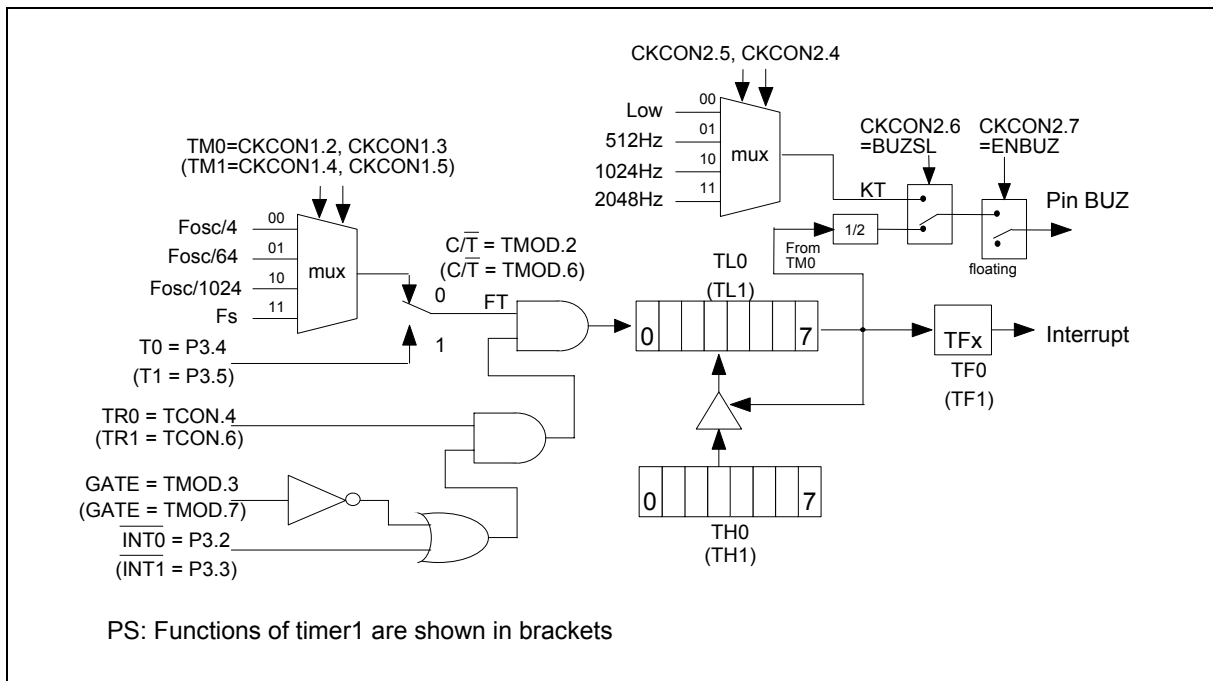 CKCON2.5, CKCON2.4
Low
512Hz
1024Hz
2048Hz
00
01
10
11
mux
KT
CKCON2.6
=BUZSL
CKCON2.7
=ENBUZ
Pin BUZ
1/2
From
TM0
floating
TM0=CKCON1.2, CKCON1.3
(TM1=CKCON1.4, CKCON1.5)
Fosc/4
Fosc/64
Fosc/1024
Fs
00
01
10
11
mux
C/T̅ = TMOD.2
(C/T̅ = TMOD.6)
0
1
FT
T0 = P3.4
(T1 = P3.5)
TL0
(TL1)
0
7
TFx
TF0
(TF1)
Interrupt
TR0 = TCON.4
(TR1 = TCON.6)
GATE = TMOD.3
(GATE = TMOD.7)
I̅N̅T̅0̅ = P3.2
(I̅N̅T̅1̅ = P3.3)
0
7
TH0
(TH1)
PS: Functions of timer1 are shown in brackets